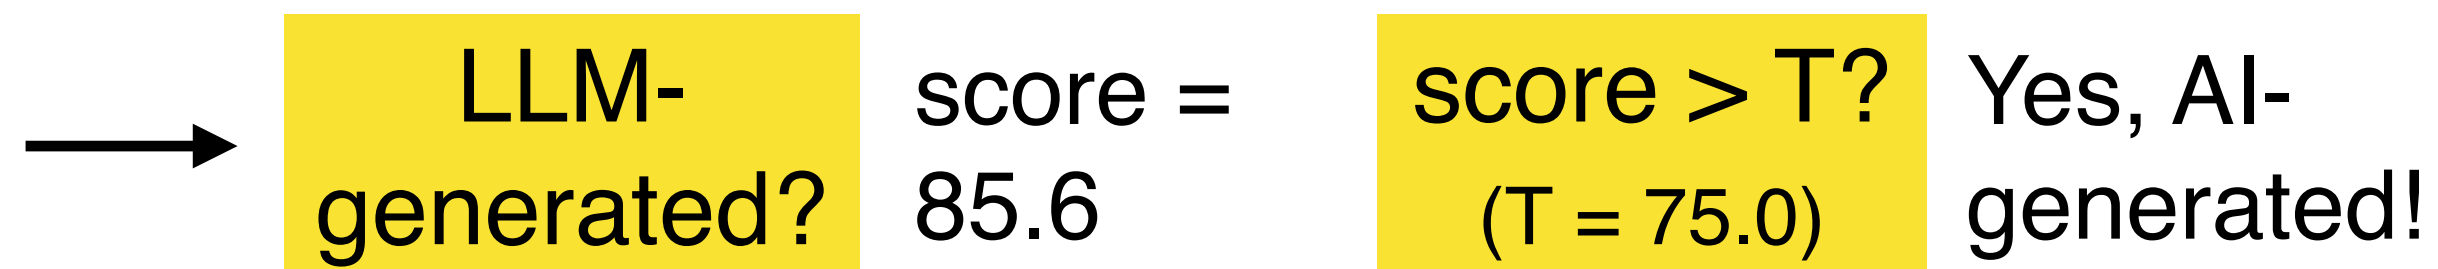 LLM-
generated?
score =
85.6
score > T?
(T = 75.0)
Yes, AI-
generated!